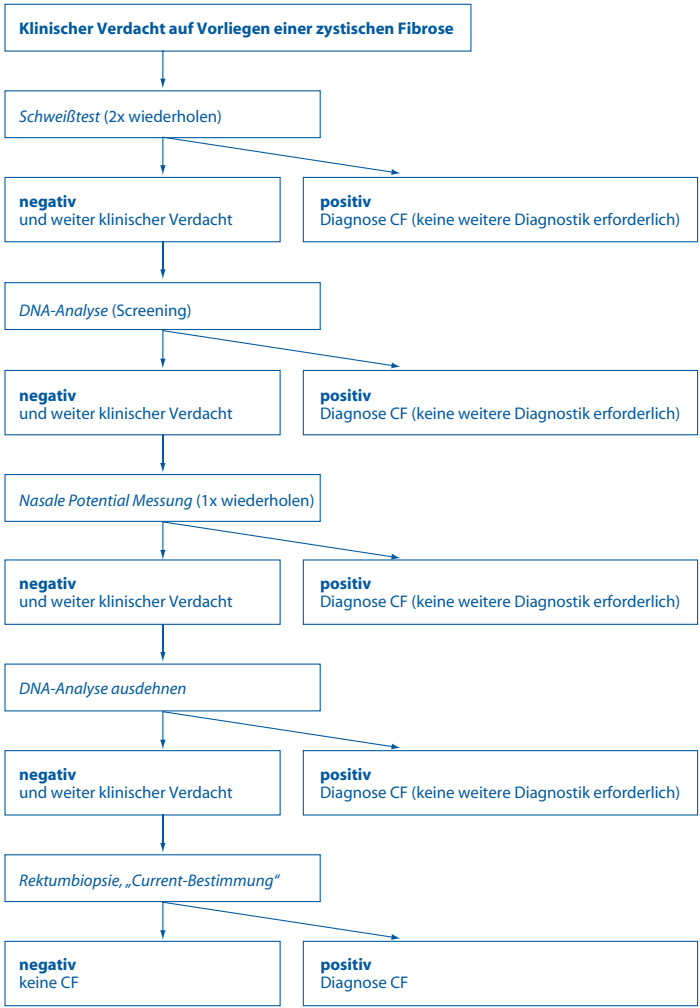 Klinischer Verdacht auf Vorliegen einer zystischen Fibrose
Schweißtest (2x wiederholen)
negativ
und weiter klinischer Verdacht
positiv
Diagnose CF (keine weitere Diagnostik erforderlich)
DNA-Analyse (Screening)
negativ
und weiter klinischer Verdacht
positiv
Diagnose CF (keine weitere Diagnostik erforderlich)
Nasale Potential Messung (1x wiederholen)
negativ
und weiter klinischer Verdacht
positiv
Diagnose CF (keine weitere Diagnostik erforderlich)
DNA-Analyse ausdehnen
negativ
und weiter klinischer Verdacht
positiv
Diagnose CF (keine weitere Diagnostik erforderlich)
Rektumbiopsie, „Current-Bestimmung“
negativ
keine CF
positiv
Diagnose CF